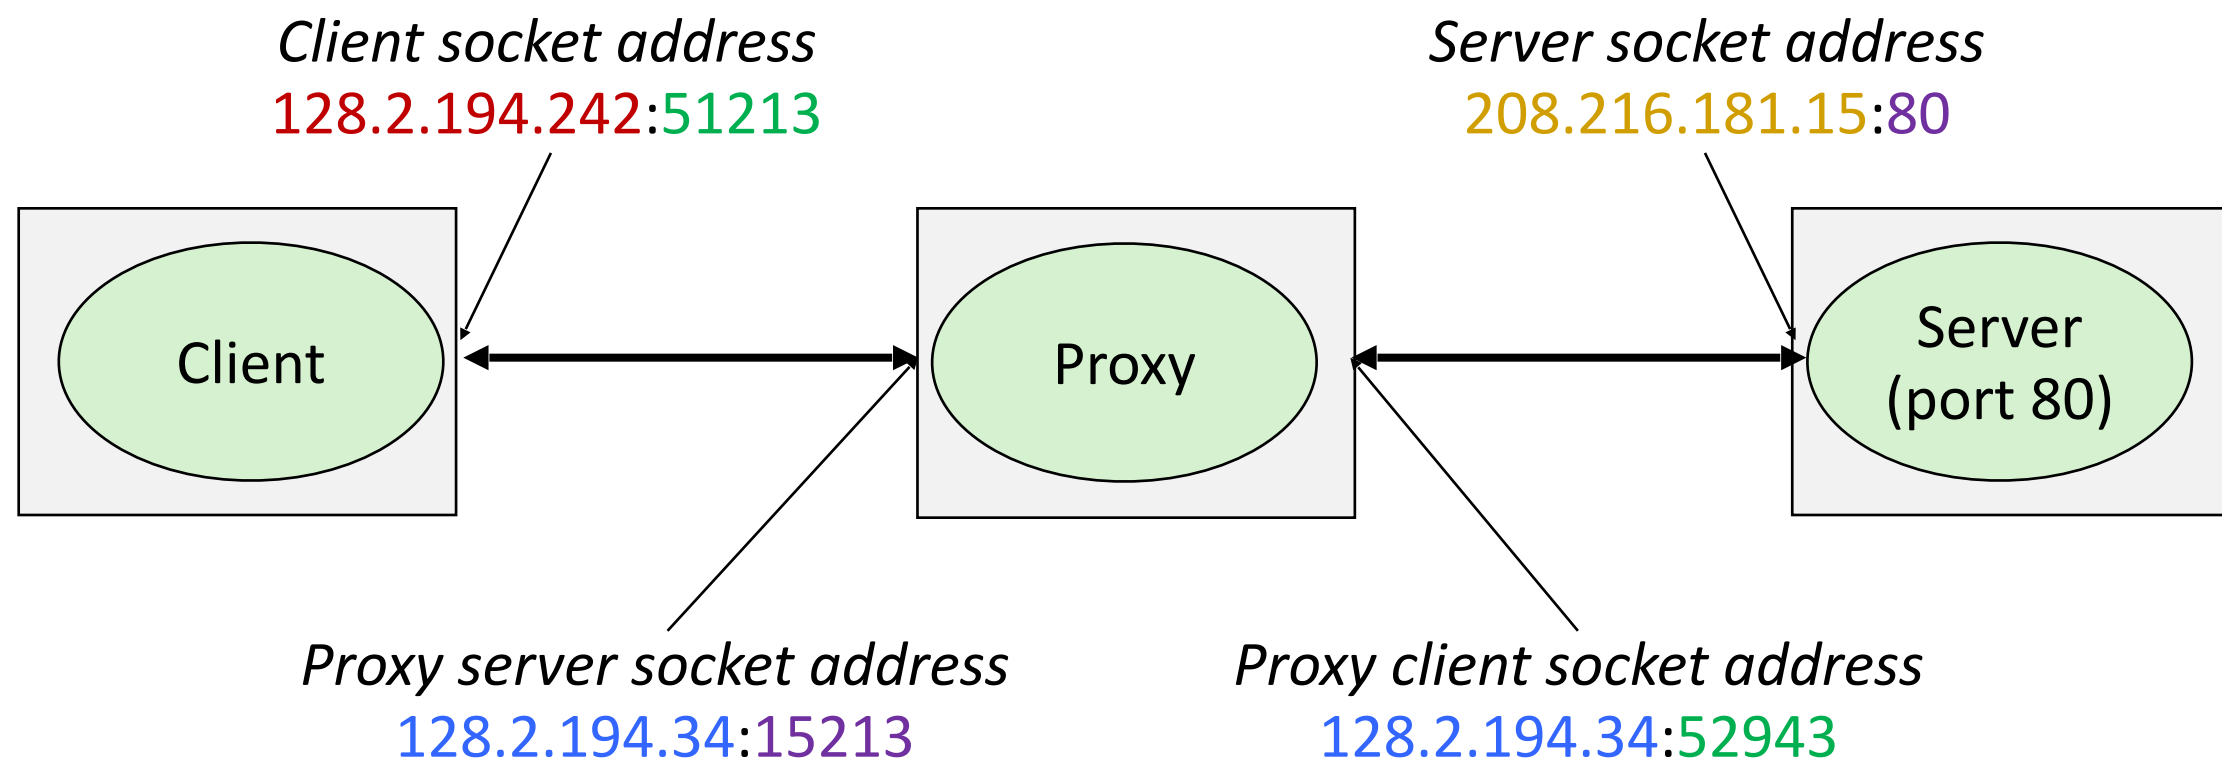 Client socket address
128.2.194.242:51213
Server socket address
208.216.181.15:80
Client
Proxy
Server
(port 80)
Proxy server socket address
128.2.194.34:15213
Proxy client socket address
128.2.194.34:52943